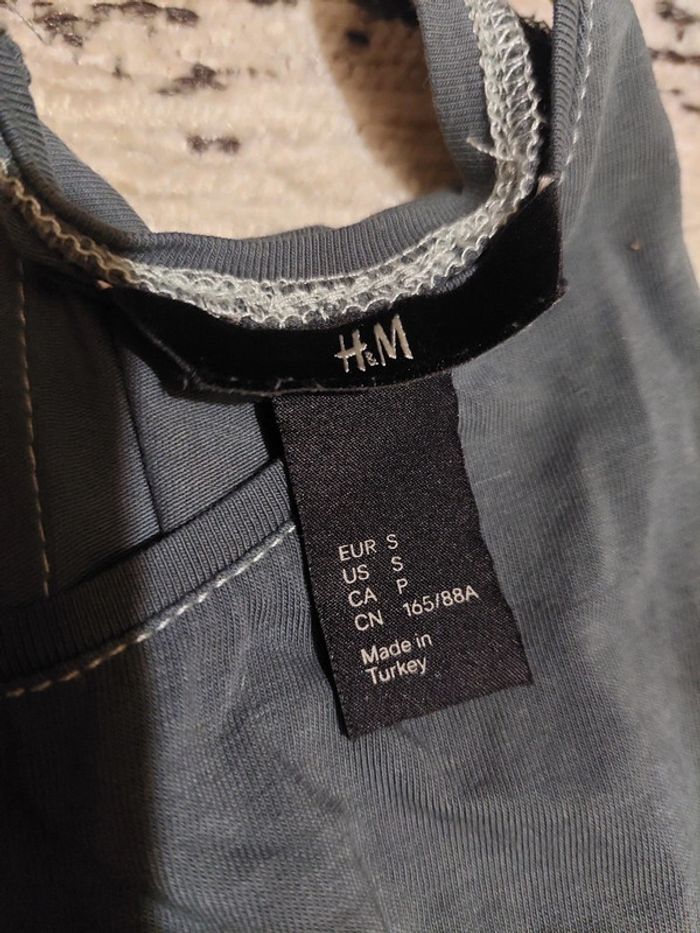 H&M
EUR S
US S
CA P
CN 165/88A
Made in
Turkey